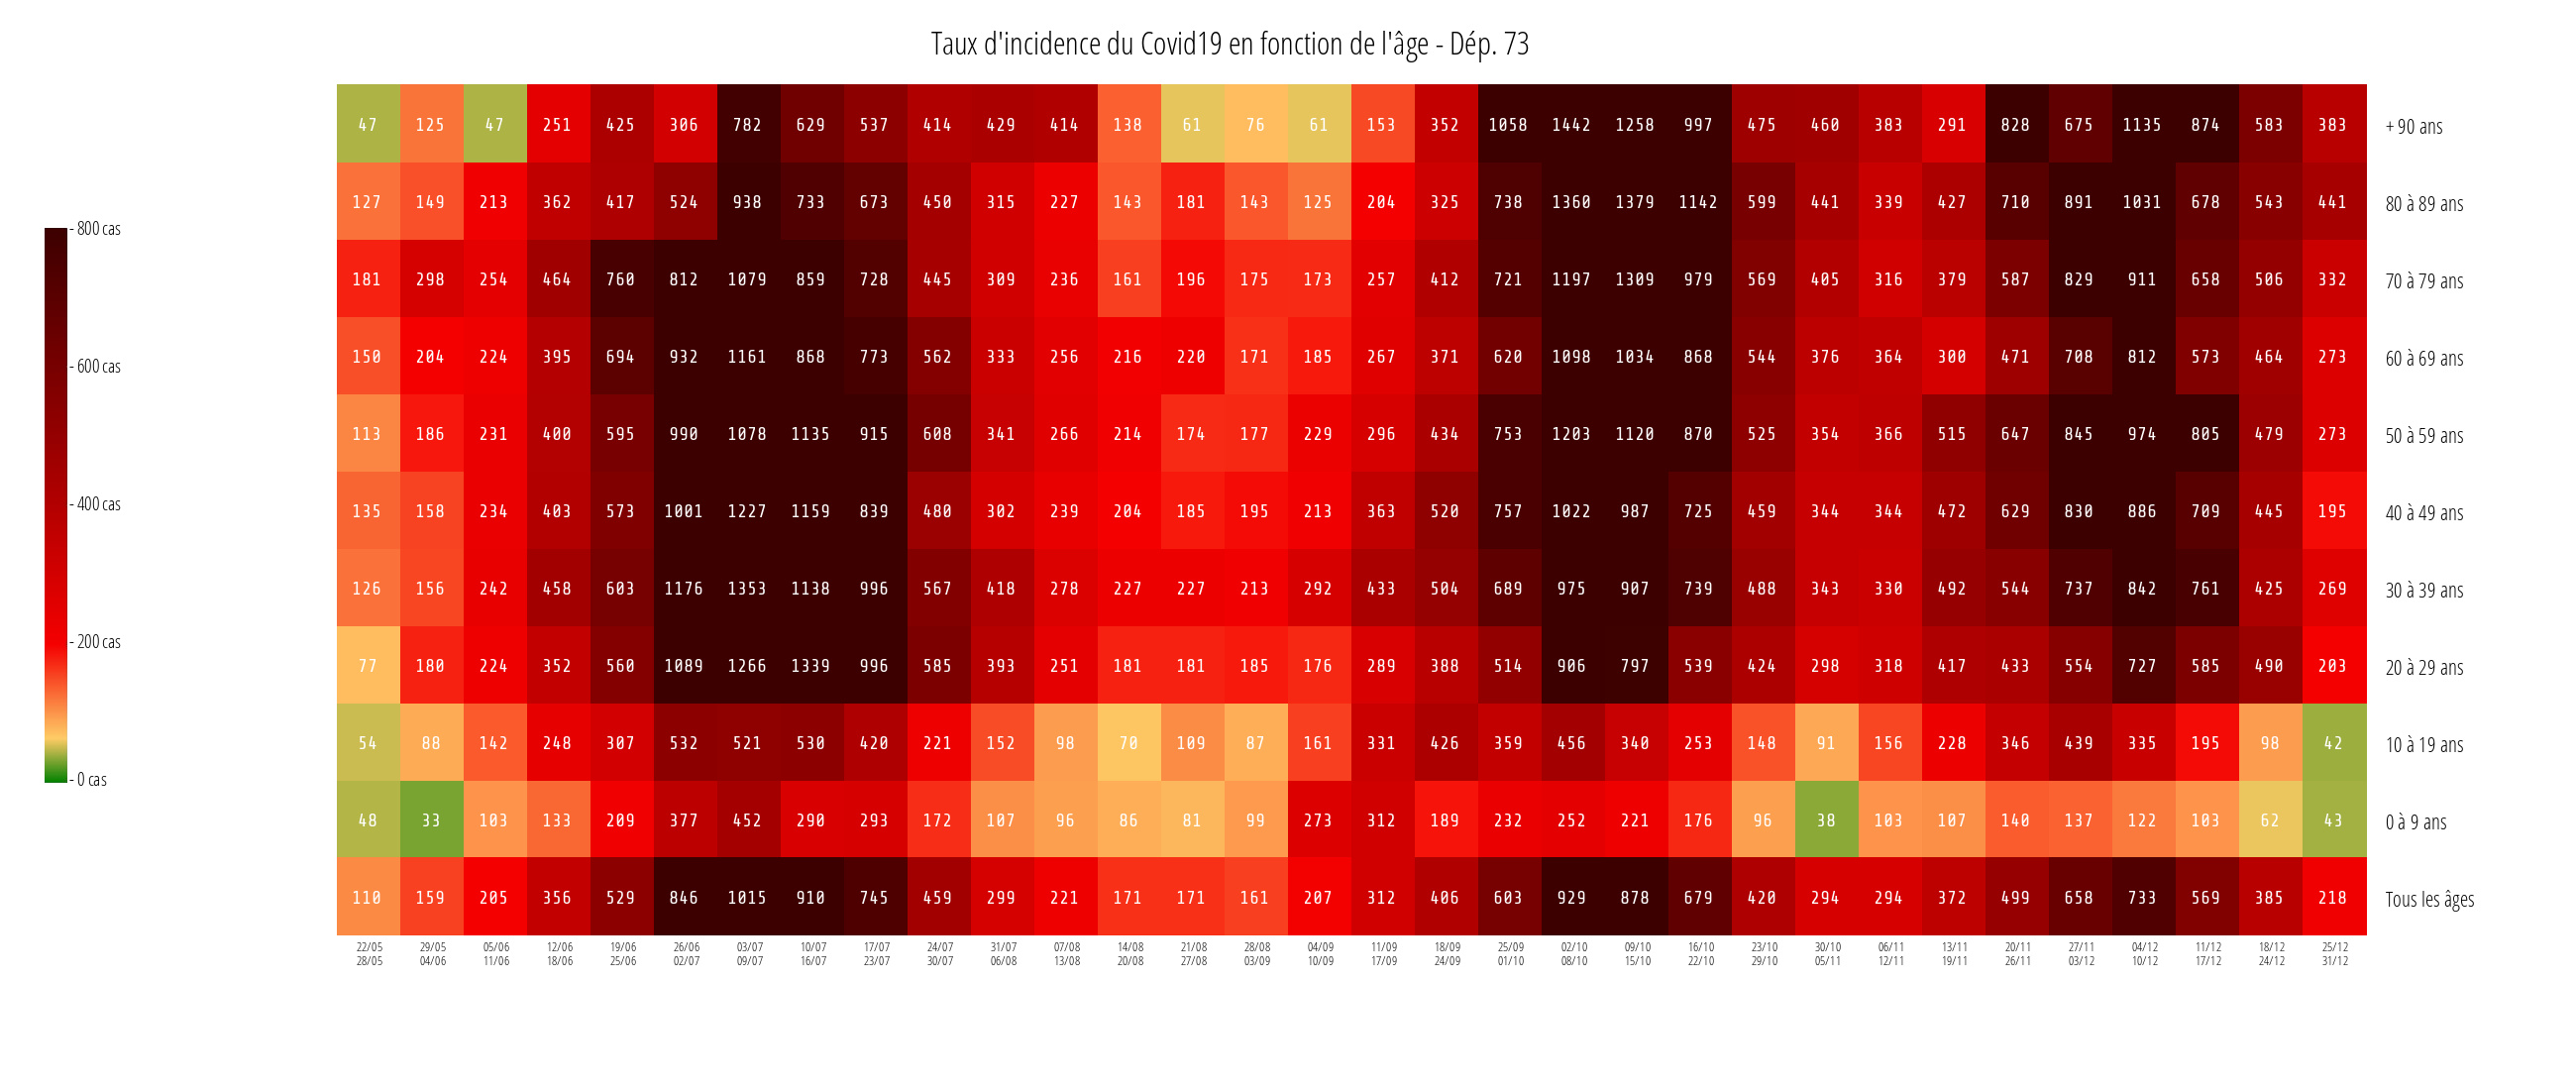 Taux d'incidence du Covid19 en fonction de l'âge - Dép. 73
47 125 47 251 425 306 782 629 537 414 429 414 138 61 76 61 153 352 1058 1442 1258 997 475 460 383 291 828 675 1135 874 583 383 + 90 ans
127 149 213 362 417 524 938 733 673 450 315 227 143 181 143 125 204 325 738 1360 1379 1142 599 441 339 427 710 891 1031 678 543 441 80 à 89 ans
- 800 cas
181 298 254 464 760 812 1079 859 728 445 309 236 161 196 175 173 257 412 721 1197 1309 979 569 405 316 379 587 829 911 658 506 332 70 à 79 ans
150 204 224 395 694 932 1161 868 773 562 333 256 216 220 171 185 267 371 620 1098 1034 868 544 376 364 300 471 708 812 573 464 273 60 à 69 ans
- 600 cas
113 186 231 400 595 990 1078 1135 915 608 341 266 214 174 177 229 296 434 753 1203 1120 870 525 354 366 515 647 845 974 805 479 273 50 à 59 ans
- 400 cas
135 158 234 403 573 1001 1227 1159 839 480 302 239 204 185 195 213 363 520 757 1022 987 725 459 344 344 472 629 830 886 709 445 195 40 à 49 ans
126 156 242 458 603 1176 1353 1138 996 567 418 278 227 227 213 292 433 504 689 975 907 739 488 343 330 492 544 737 842 761 425 269 30 à 39 ans
- 200 cas
77 180 224 352 560 1089 1266 1339 996 585 393 251 181 181 185 176 289 388 514 906 797 539 424 298 318 417 433 554 727 585 490 203 20 à 29 ans
54 88 142 248 307 532 521 530 420 221 152 98 70 109 87 161 331 426 359 456 340 253 148 91 156 228 346 439 335 195 98 42 10 à 19 ans
- 0 cas
48 33 103 133 209 377 452 290 293 172 107 96 86 81 99 273 312 189 232 252 221 176 96 38 103 107 140 137 122 103 62 43 0 à 9 ans
110 159 205 356 529 846 1015 910 745 459 299 221 171 171 161 207 312 406 603 929 878 679 420 294 294 372 499 658 733 569 385 218 Tous les âges
22/05 29/05 05/06 12/06 19/06 26/06 03/07 10/07 17/07 24/07 31/07 07/08 14/08 21/08 28/08 04/09 11/09 18/09 25/09 02/10 09/10 16/10 23/10 30/10 06/11 13/11 20/11 27/11 04/12 11/12 18/12 25/12
28/05 04/06 11/06 18/06 25/06 02/07 09/07 16/07 23/07 30/07 06/08 13/08 20/08 27/08 03/09 10/09 17/09 24/09 01/10 08/10 15/10 22/10 29/10 05/11 12/11 19/11 26/11 03/12 10/12 17/12 24/12 31/12